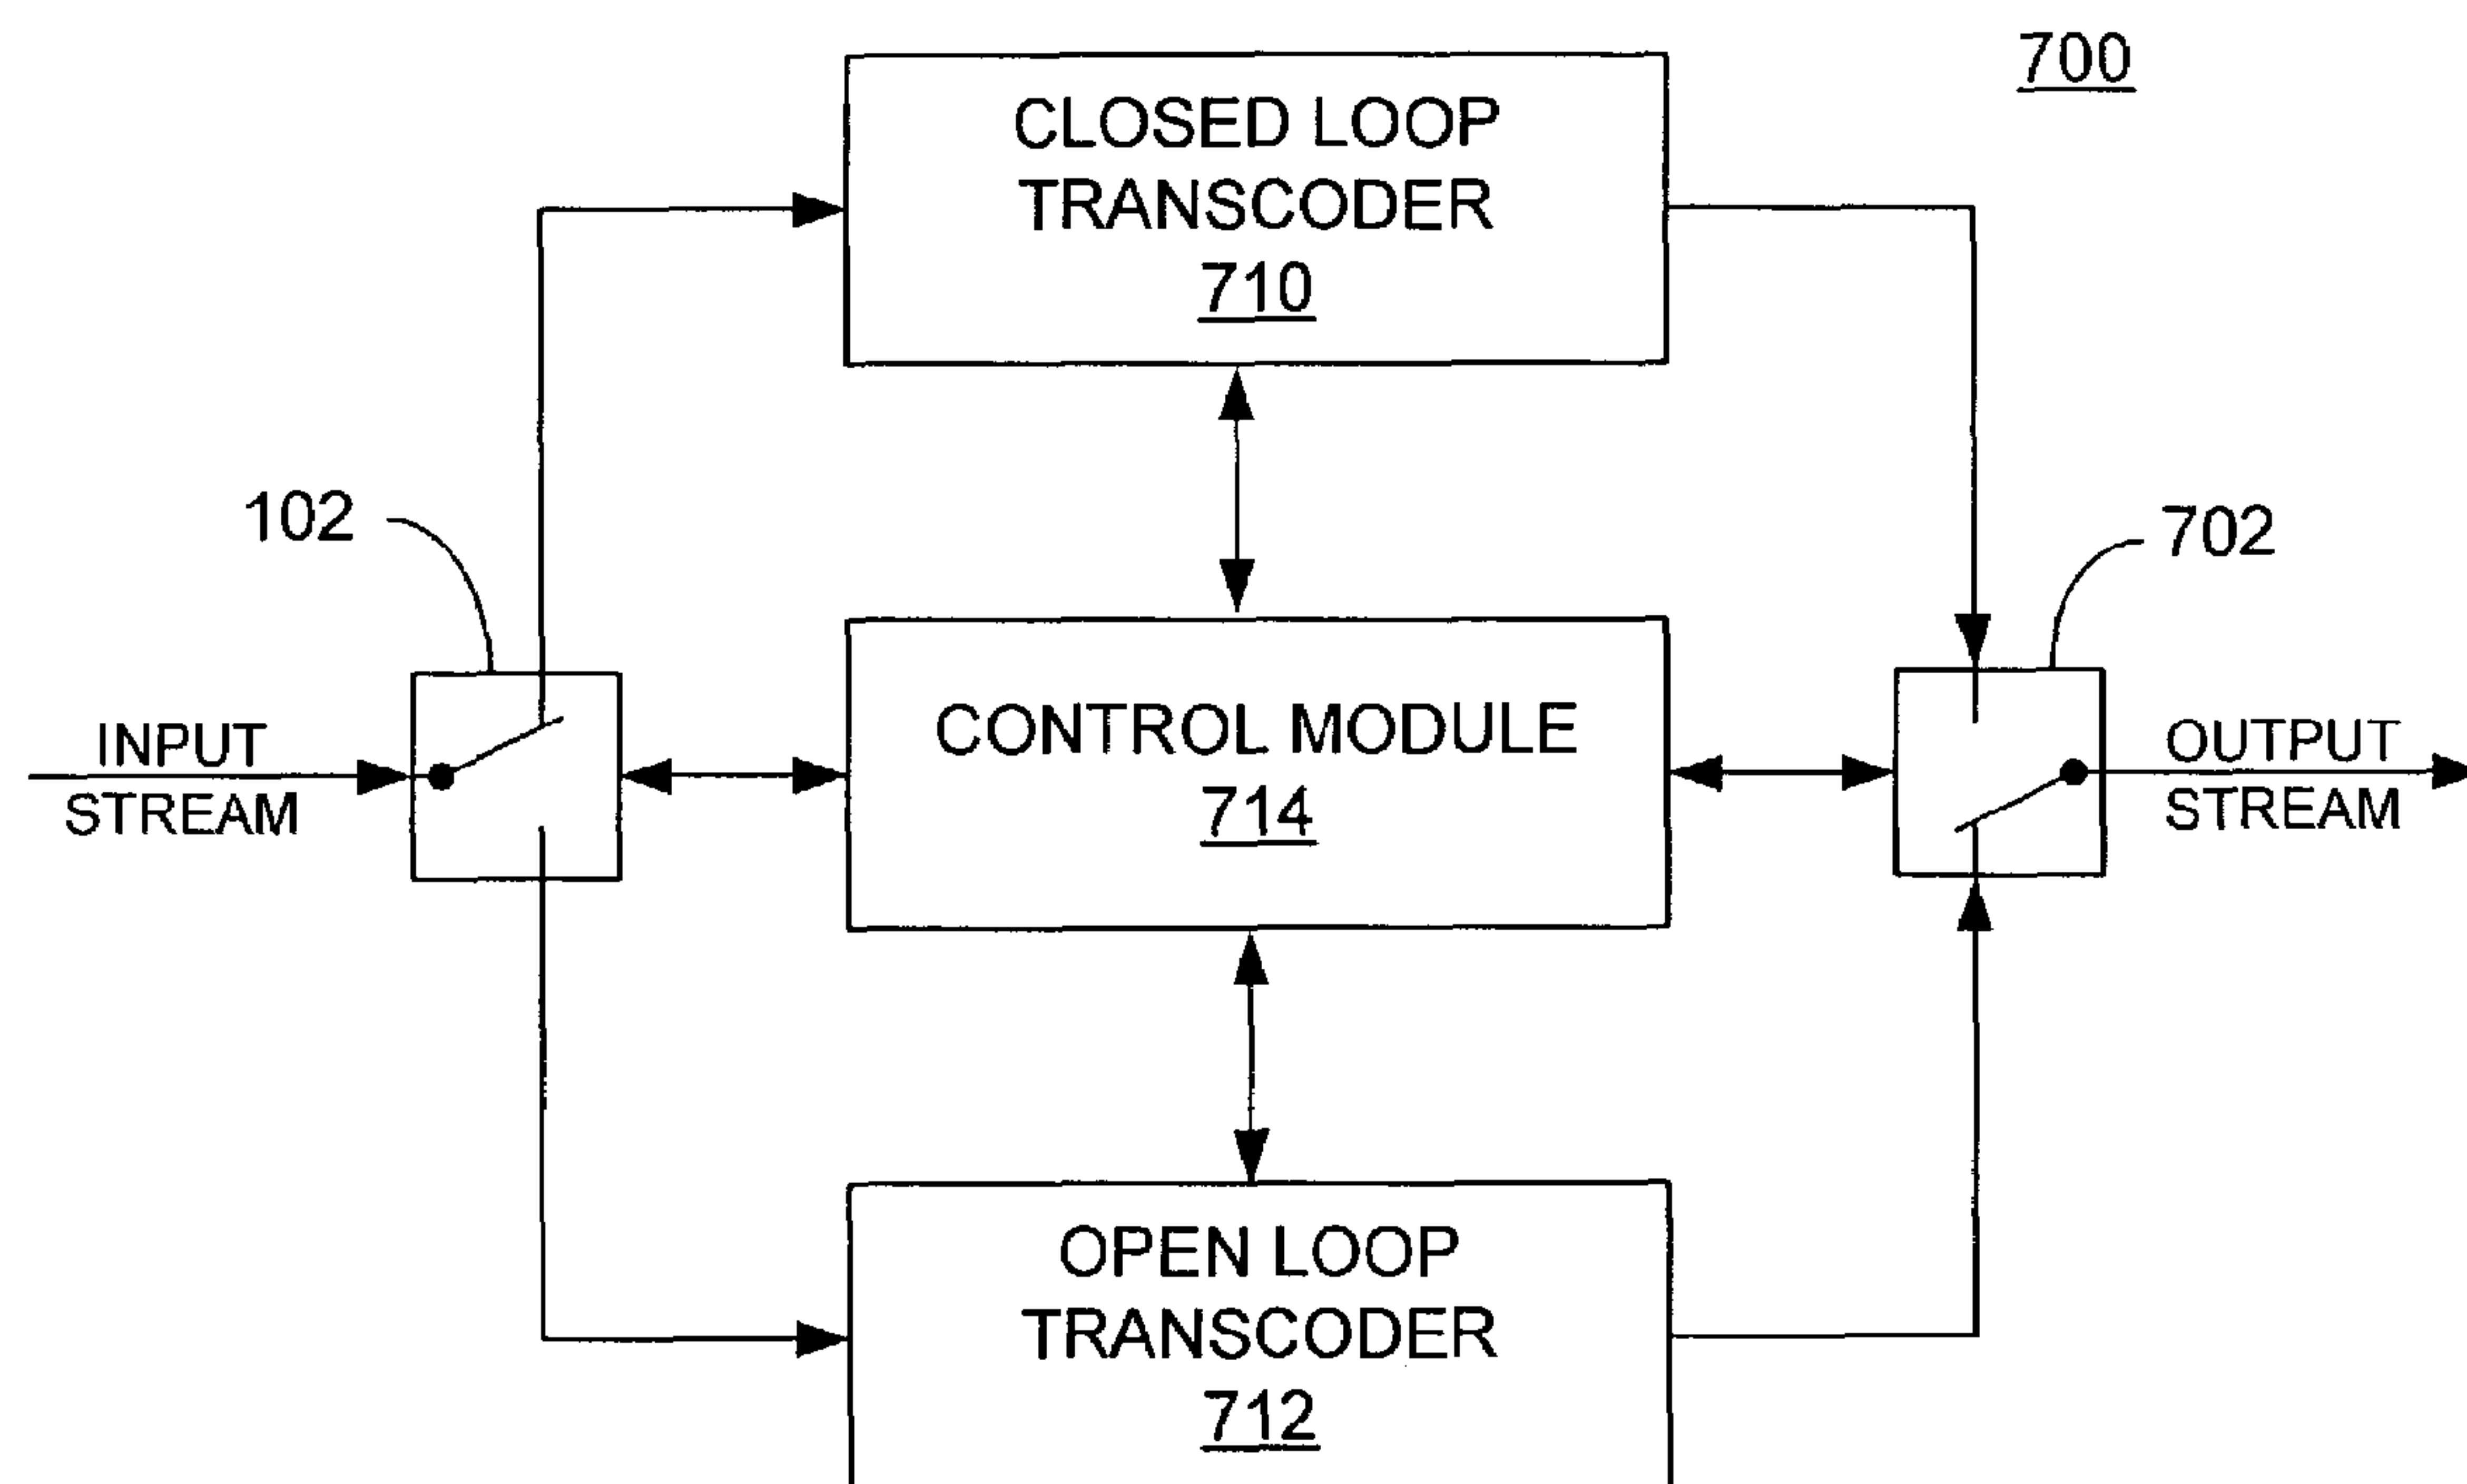 700
CLOSED LOOP
TRANSCODER
710
102
702
INPUT
STREAM
CONTROL MODULE
714
OUTPUT
STREAM
OPEN LOOP
TRANSCODER
712